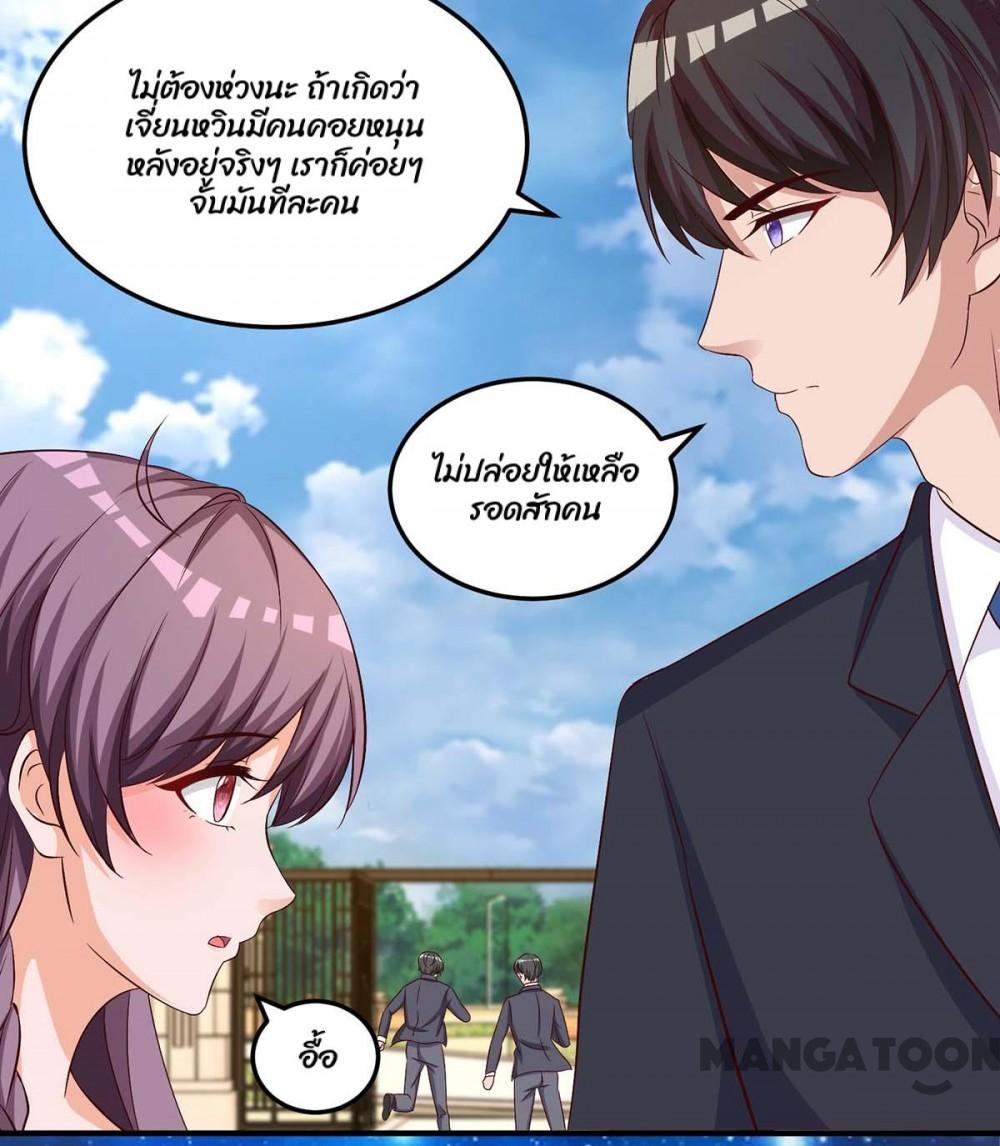 ไม่ต้องห่วงนะ ถ้าเกิดว่า
เจี่ยนหวินมีคนคอยหนุน
หลังอยู่จริงๆ เราก็ค่อยๆ
จับมันทีละคน
ไม่ปล่อยให้เหลือ
รอดสักคน
อื้อ
MANGATOON